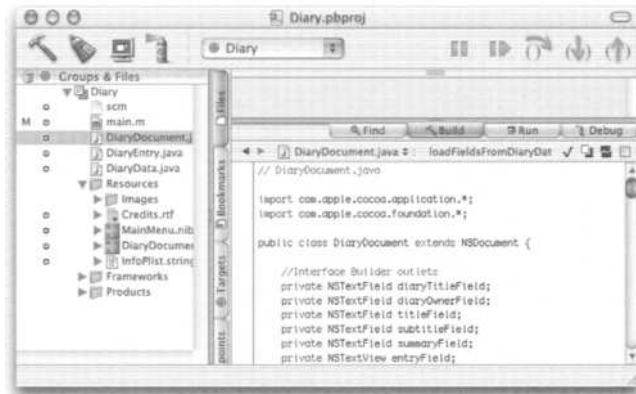 Diary.pbproj
Diary
Groups & Files
Diary
scm
M main.m
DiaryDocument.j
DiaryEntry.java
DiaryData.java
Resources
Images
Credits.rtf
MainMenu.nib
DiaryDocume
InfoPlist.string
Frameworks
Products
Files
Bookmarks
Targets
points
Find
Build
Run
Debug
DiaryDocument.java
loadFieldsFromDiaryDat
// DiaryDocument.java
import com.apple.cocoa.application.*;
import com.apple.cocoa.foundation.*;
public class DiaryDocument extends NSDocument {
//Interface Builder outlets
private NSTextField diaryTitleField;
private NSTextField diaryOwnerField;
private NSTextField titleField;
private NSTextField subtitleField;
private NSTextField summaryField;
private NSTextView entryField;